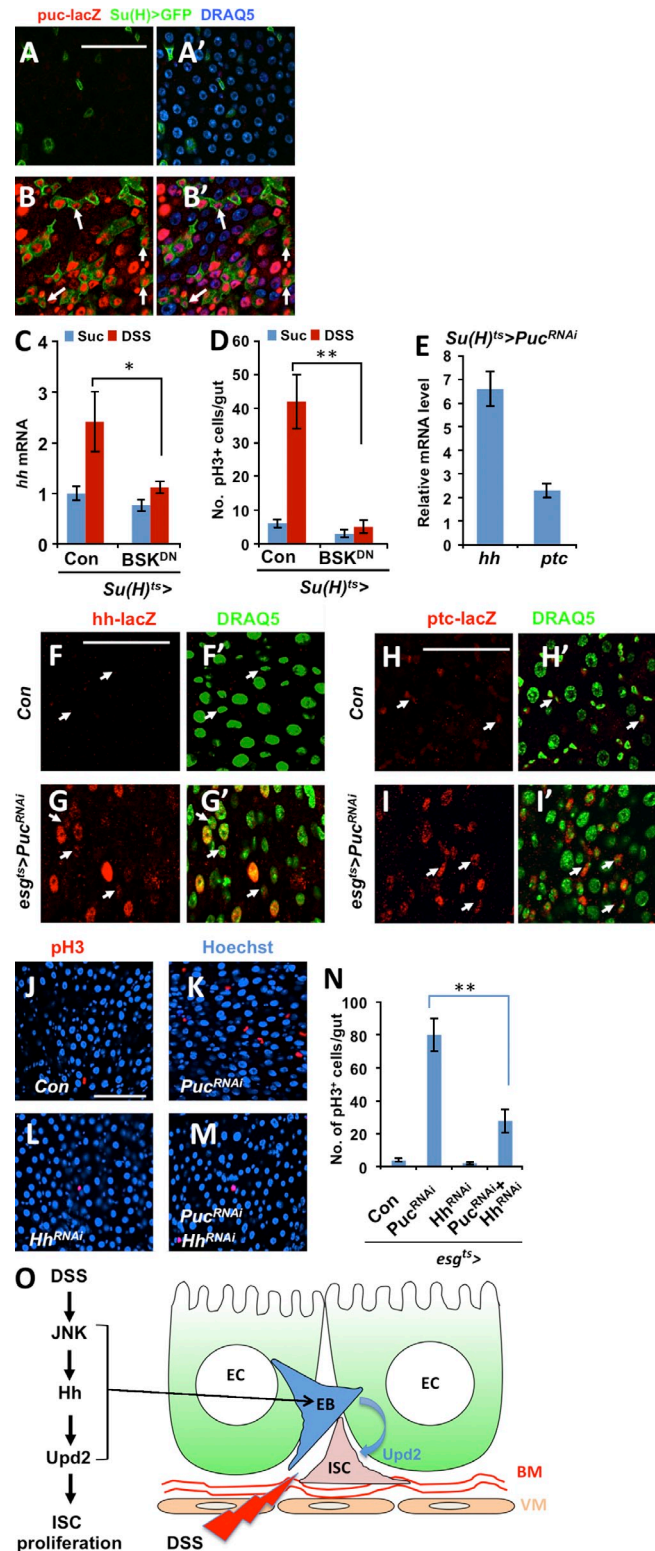 puc-lacZ Su(H)>GFP DRAQ5
A A'
B B'
C Suc DSS
*
hh mRNA
4
3
2
1
0
Con BSK^DN
Su(H)^ts>
D Suc DSS
**
No. pH3+ cells/gut
60
50
40
30
20
10
0
Con BSK^DN
Su(H)^ts>
E Su(H)^ts>Puc^RNAi
Relative mRNA level
8
7
6
5
4
3
2
1
0
hh ptc
hh-lacZ DRAQ5
Con
F F'
esg^ts>Puc^RNAi
G G'
ptc-lacZ DRAQ5
Con
H H'
esg^ts>Puc^RNAi
I I'
pH3 Hoechst
J K
Con Puc^RNAi
L M
Hh^RNAi
Puc^RNAi
Hh^RNAi
N
**
No. of pH3⁺ cells/gut
100
80
60
40
20
0
Con
Puc^RNAi
Hh^RNAi
Puc^RNAi+
Hh^RNAi
esg^ts>
O
DSS
JNK
Hh
Upd2
ISC
proliferation
EC EC
EB
Upd2
ISC
BM
VM
DSS